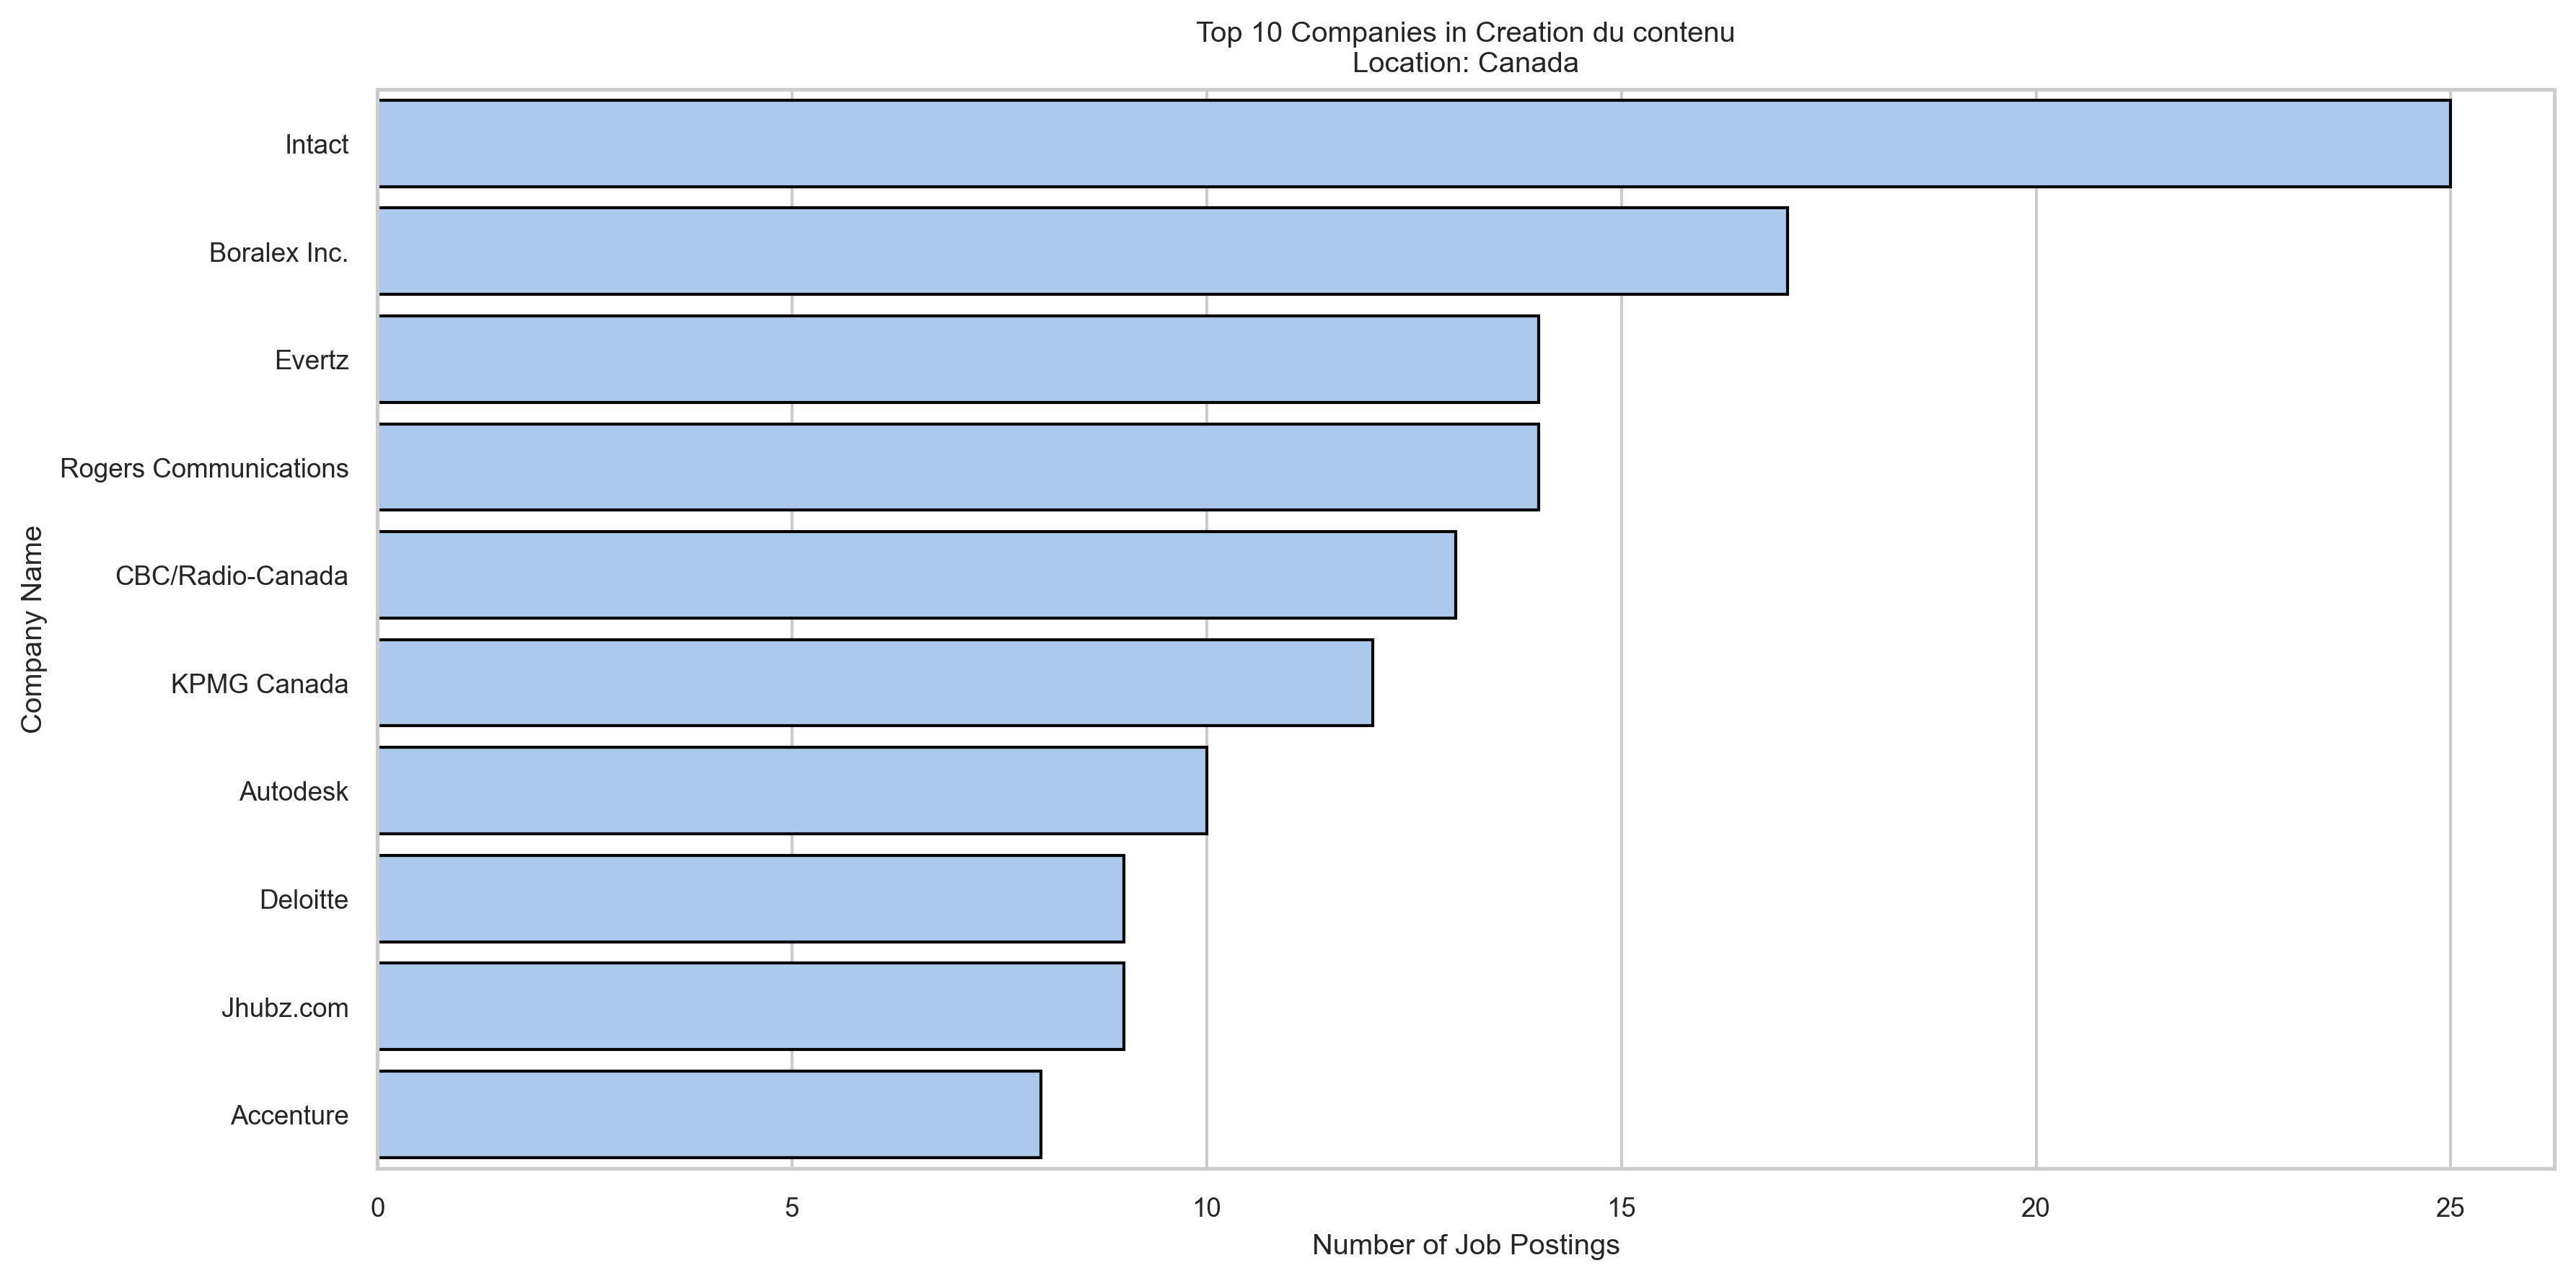 Top 10 Companies in Creation du contenu
Location: Canada
Company Name
Intact
Boralex Inc.
Evertz
Rogers Communications
CBC/Radio-Canada
KPMG Canada
Autodesk
Deloitte
Jhubz.com
Accenture
0 5 10 15 20 25
Number of Job Postings